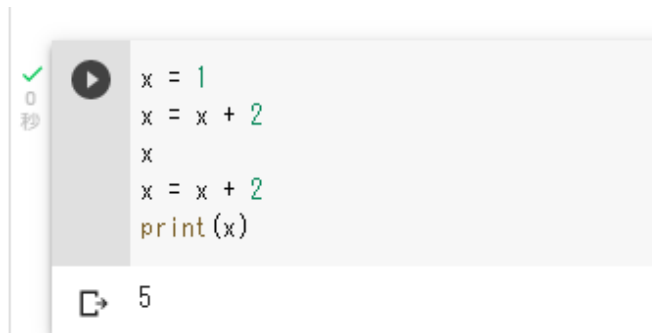 x = 1
x = x + 2
x
x = x + 2
print(x)
0
秒
5